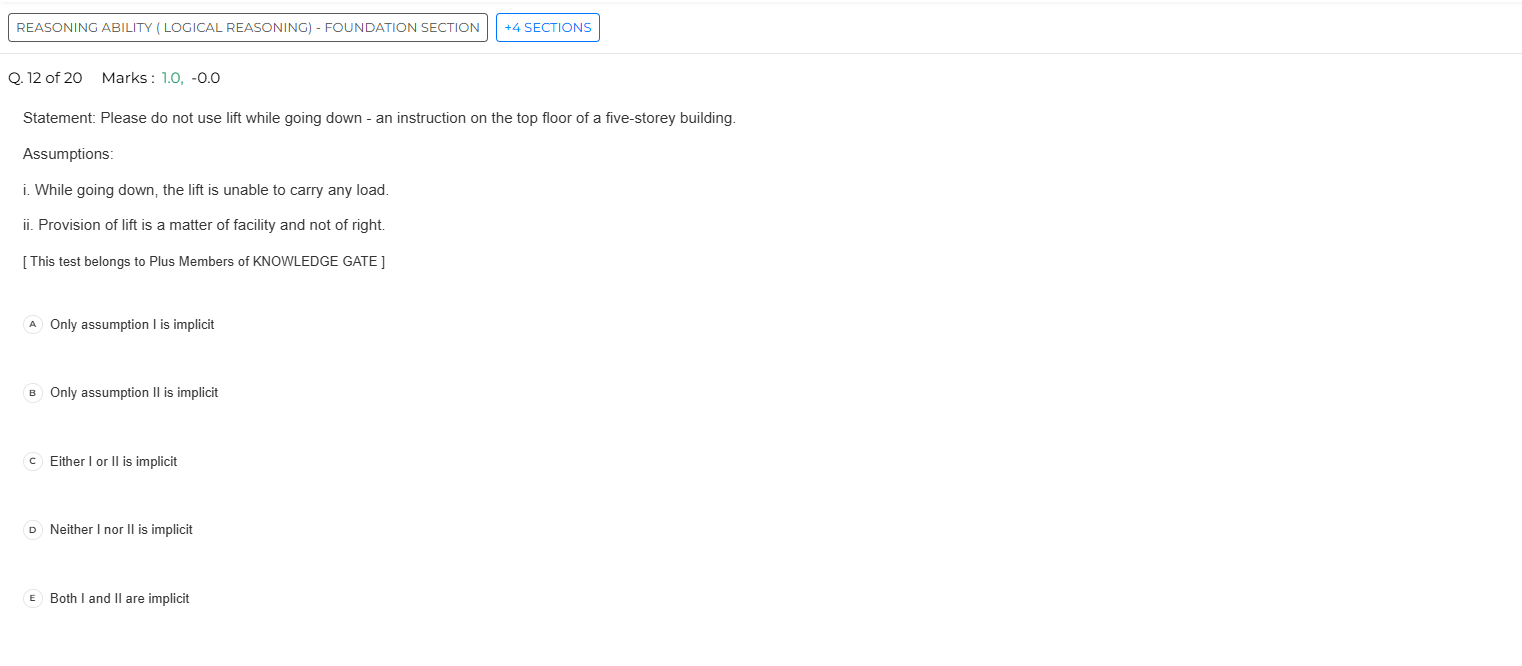 REASONING ABILITY ( LOGICAL REASONING) - FOUNDATION SECTION
+4 SECTIONS
Q. 12 of 20 Marks : 1.0, -0.0
Statement: Please do not use lift while going down - an instruction on the top floor of a five-storey building.
Assumptions:
i. While going down, the lift is unable to carry any load.
ii. Provision of lift is a matter of facility and not of right.
[ This test belongs to Plus Members of KNOWLEDGE GATE ]
A Only assumption I is implicit
B Only assumption II is implicit
C Either I or II is implicit
D Neither I nor II is implicit
E Both I and II are implicit